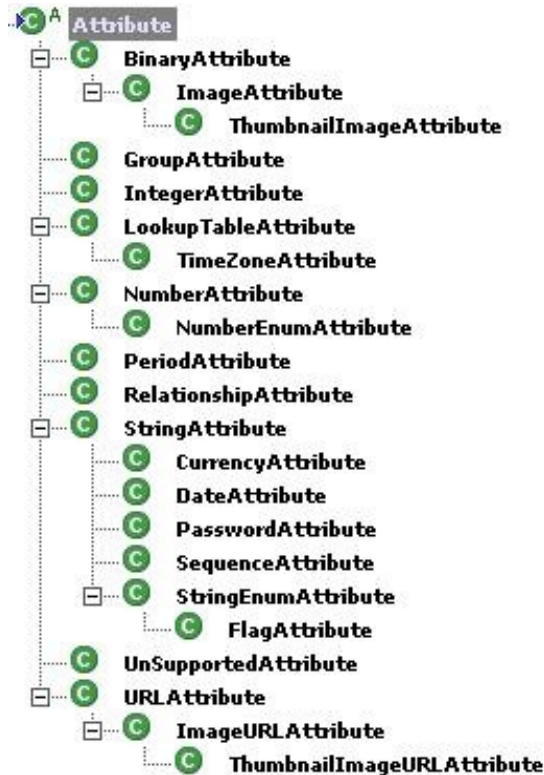 C A Attribute
C BinaryAttribute
C ImageAttribute
C ThumbnailImageAttribute
C GroupAttribute
C IntegerAttribute
C LookupTableAttribute
C TimeZoneAttribute
C NumberAttribute
C NumberEnumAttribute
C PeriodAttribute
C RelationshipAttribute
C StringAttribute
C CurrencyAttribute
C DateAttribute
C PasswordAttribute
C SequenceAttribute
C StringEnumAttribute
C FlagAttribute
C UnSupportedAttribute
C URLAttribute
C ImageURLAttribute
C ThumbnailImageURLAttribute